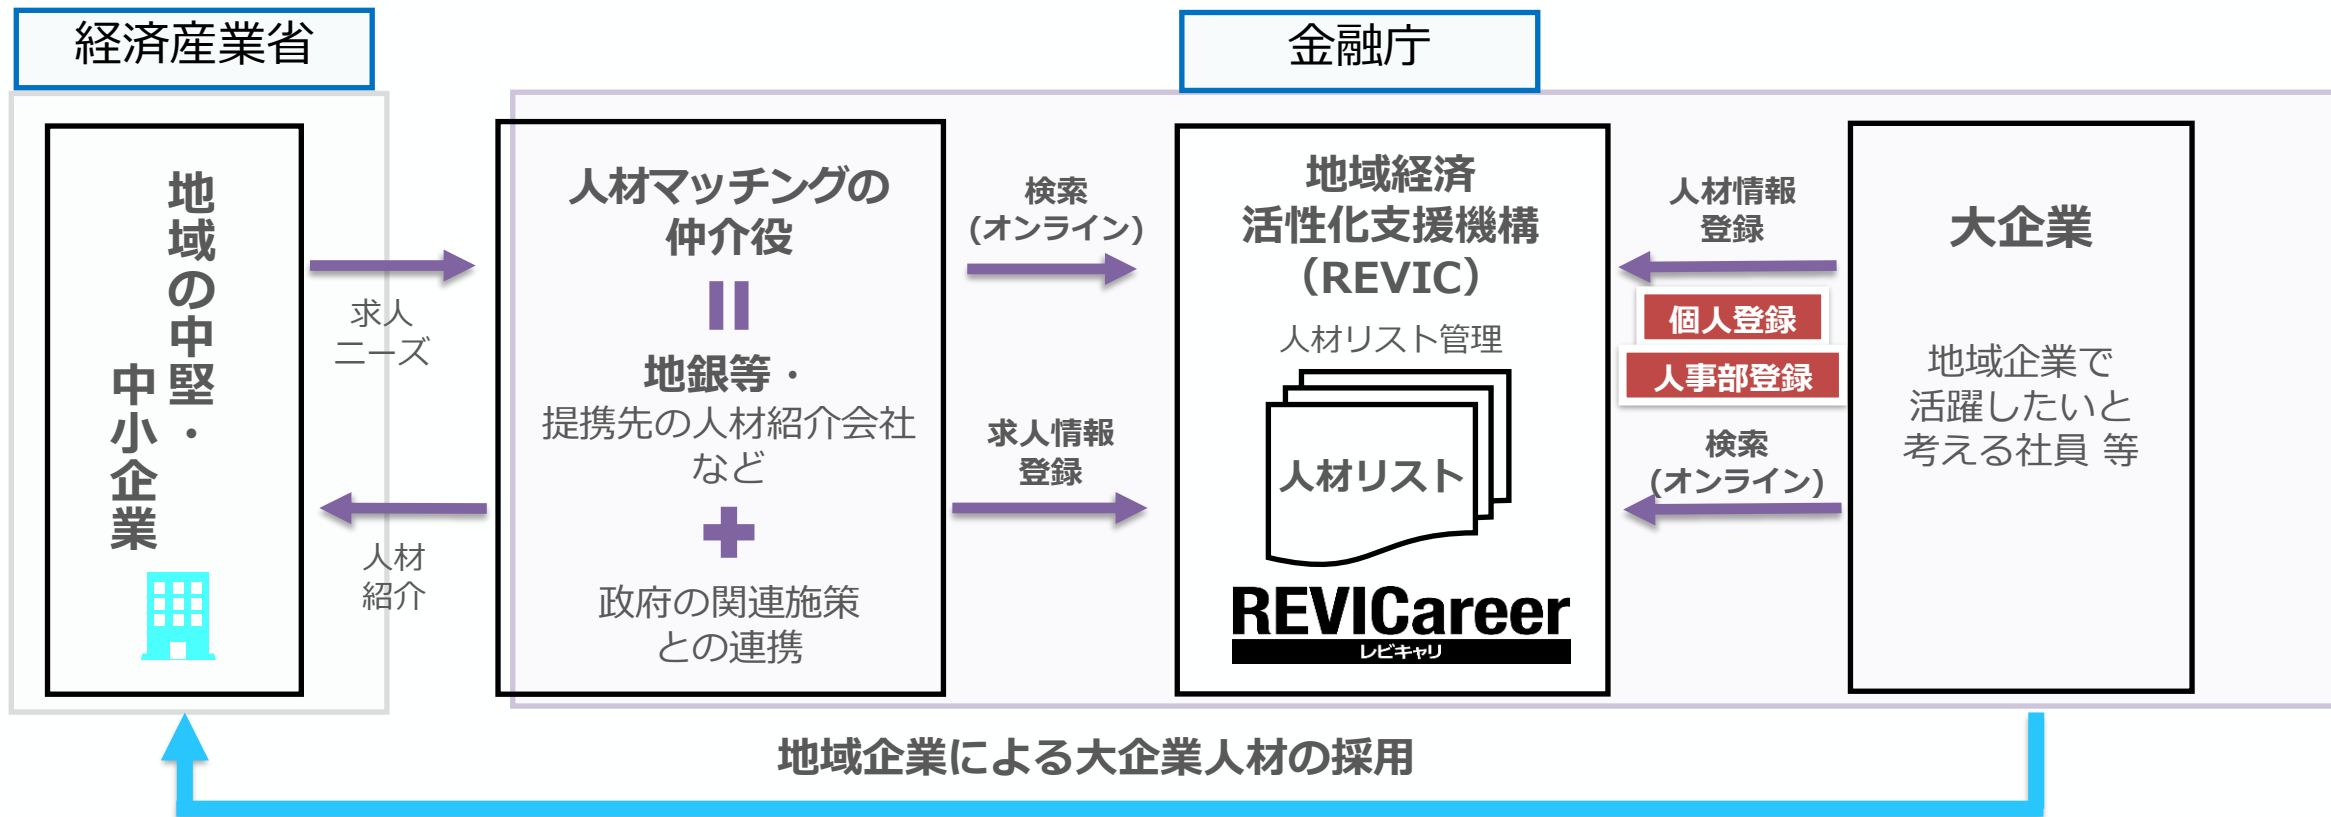 経済産業省
金融庁
地域の中堅・
中小企業
求人
ニーズ
人材
紹介
人材マッチングの
仲介役
地銀等・
提携先の人材紹介会社
など
政府の関連施策
との連携
検索
(オンライン)
求人情報
登録
地域経済
活性化支援機構
（REVIC）
人材リスト管理
人材リスト
REVICareer
レビキャリ
人材情報
登録
個人登録
人事部登録
検索
(オンライン)
大企業
地域企業で
活躍したいと
考える社員 等
地域企業による大企業人材の採用